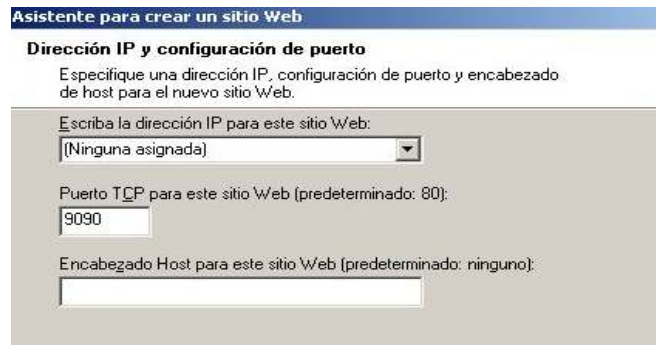 Asistente para crear un sitio Web
Dirección IP y configuración de puerto
Especifique una dirección IP, configuración de puerto y encabezado
de host para el nuevo sitio Web.
Escriba la dirección IP para este sitio Web:
(Ninguna asignada)
Puerto TCP para este sitio Web (predeterminado: 80):
9090
Encabezado Host para este sitio Web (predeterminado: ninguno):